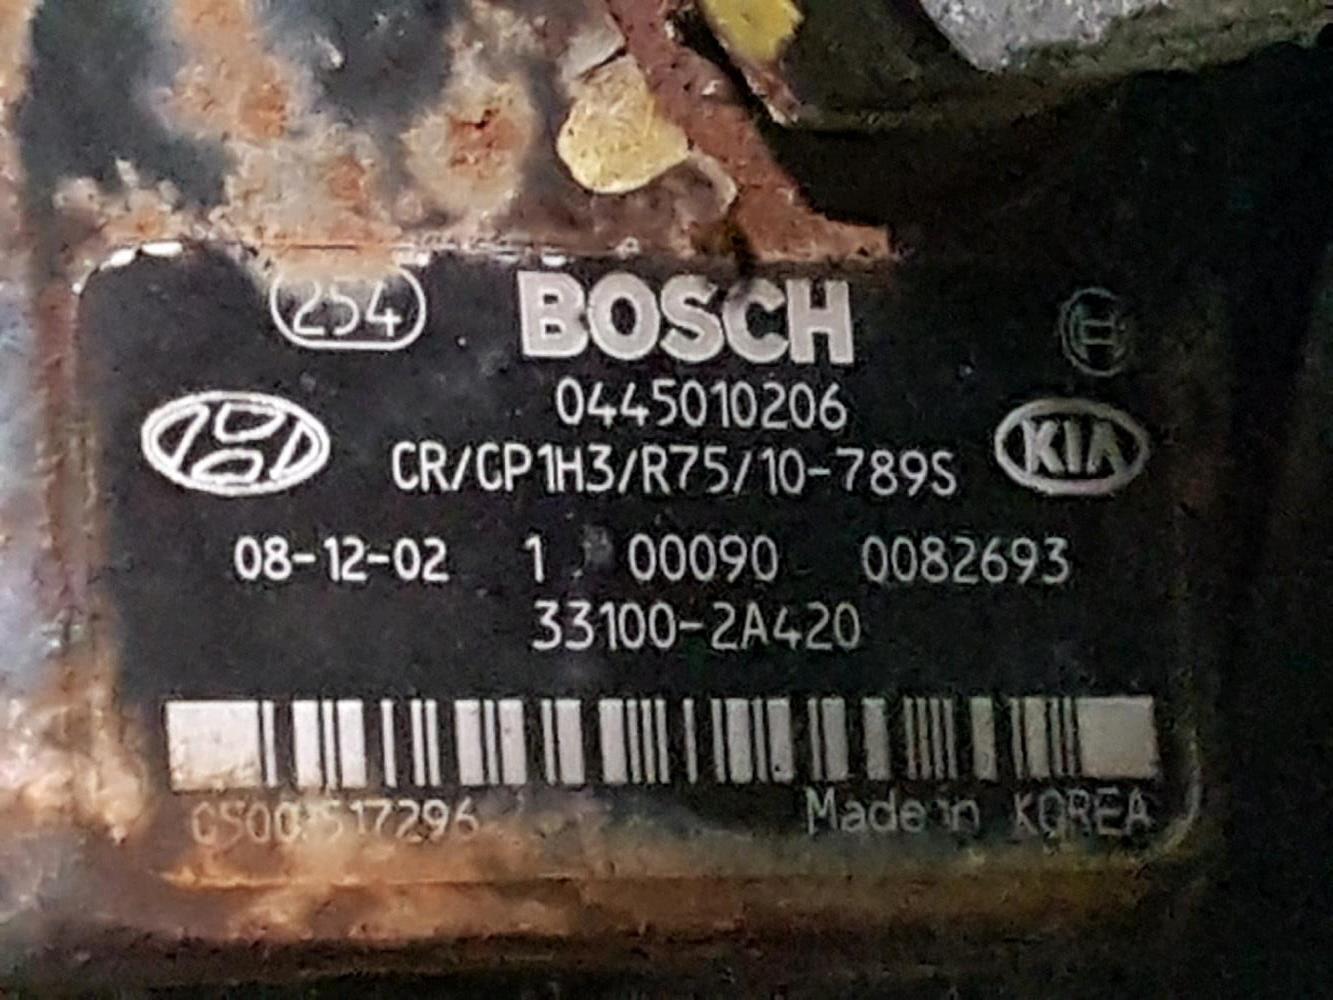 254 BOSCH
0445010206
CR/CP1H3/R75/10-789S KIA
08-12-02 1 00090 0082693
33100-2A420
Made in KOREA